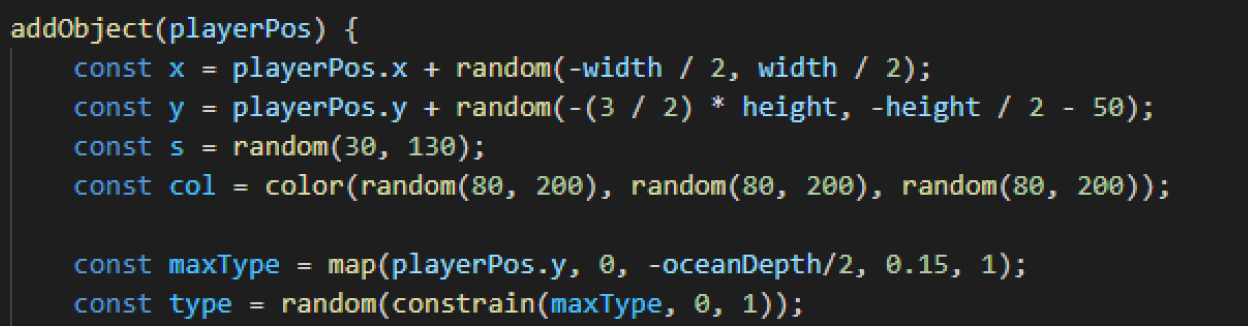 addObject(playerPos) {
const x = playerPos.x + random(-width / 2, width / 2);
const y = playerPos.y + random(-(3 / 2) * height, -height / 2 - 50);
const s = random(30, 130);
const col = color(random(80, 200), random(80, 200), random(80, 200));
const maxType = map(playerPos.y, 0, -oceanDepth/2, 0.15, 1);
const type = random(constrain(maxType, 0, 1));